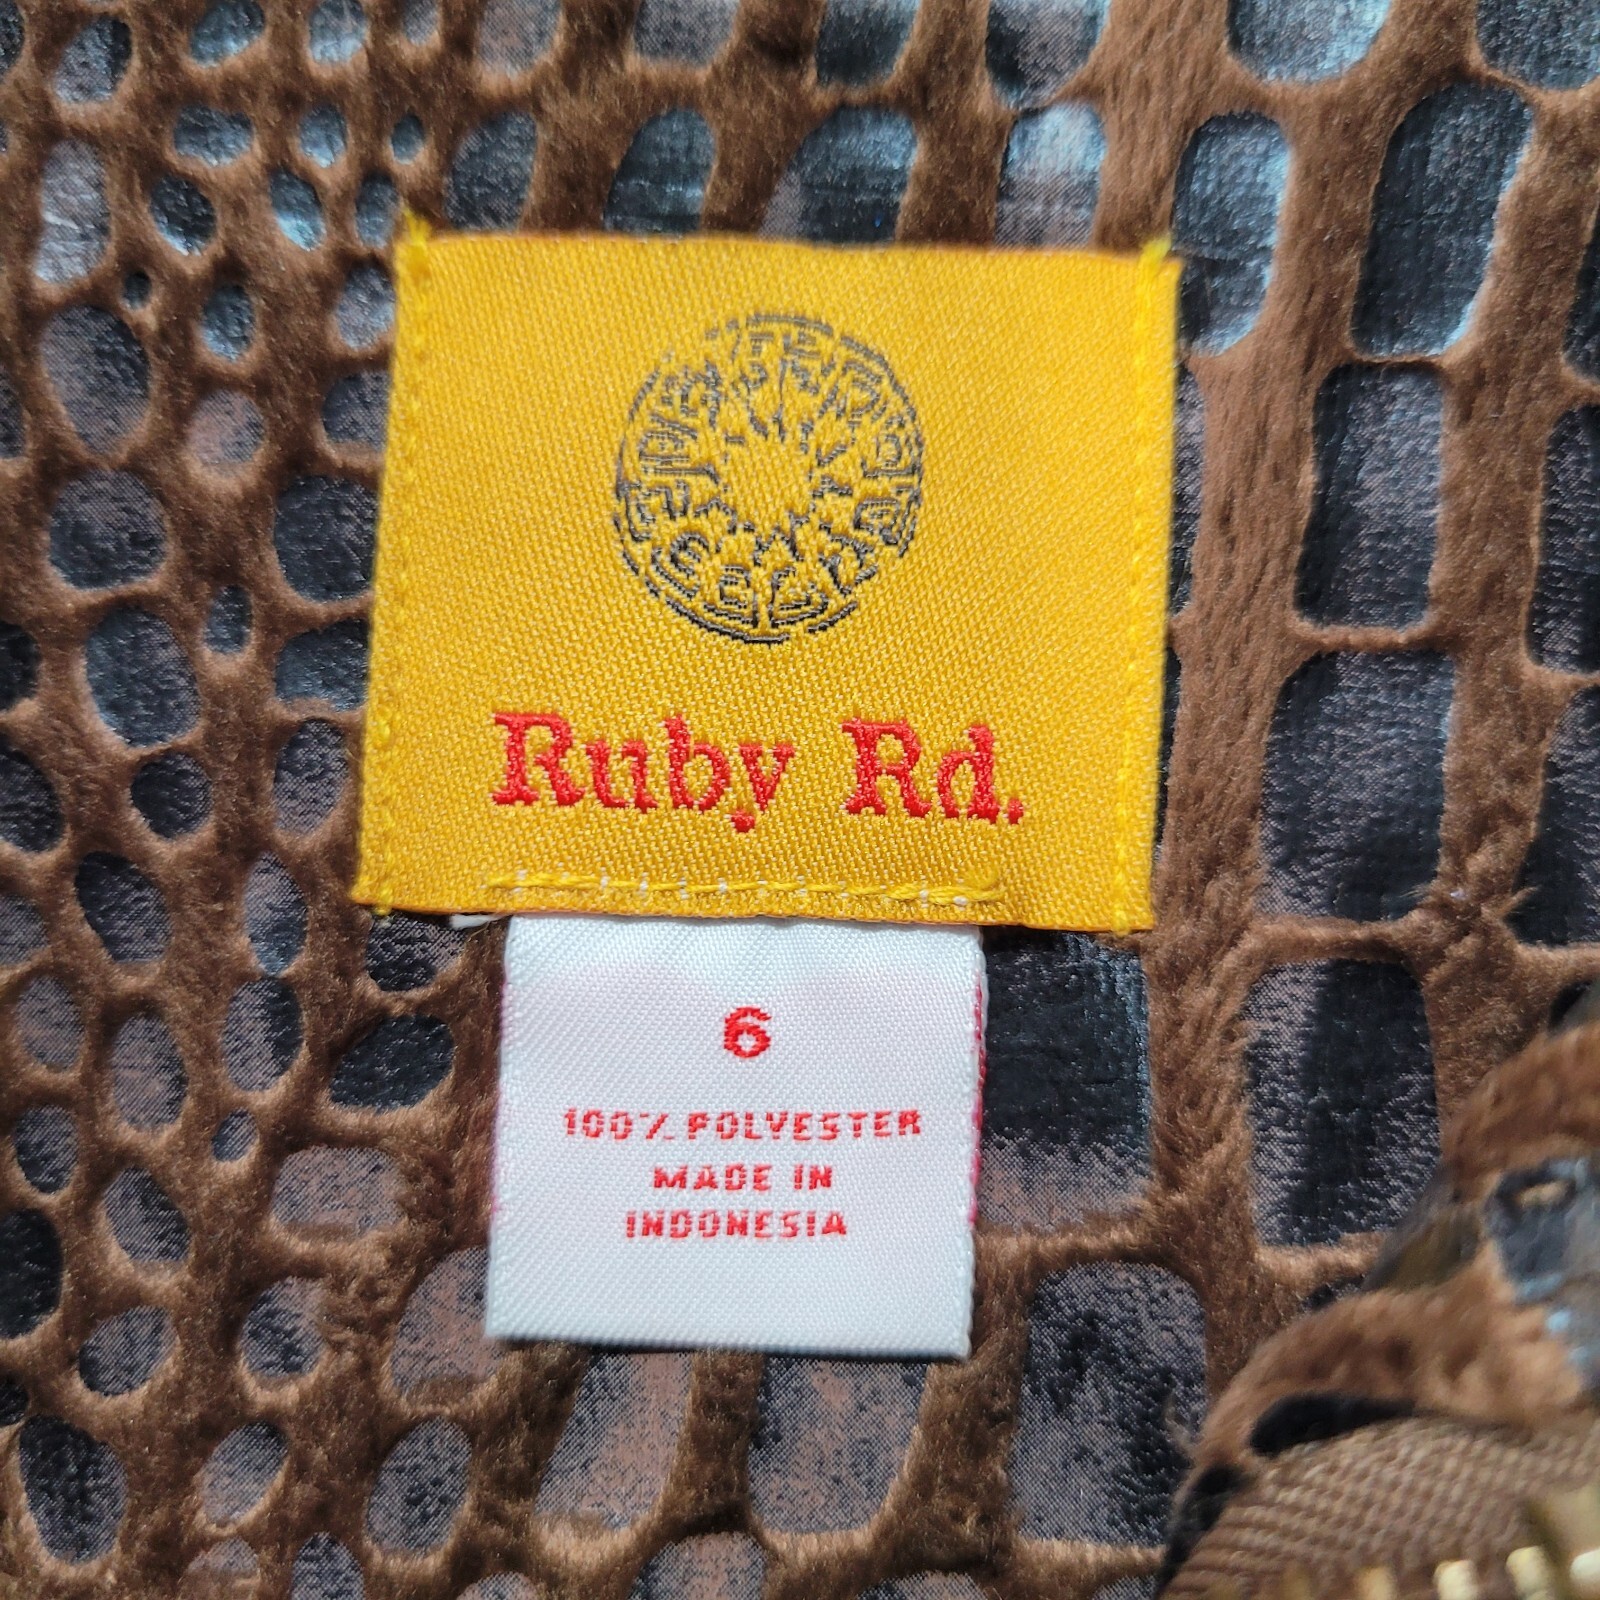 Ruby Rd.
6
100% POLYESTER
MADE IN
INDONESIA